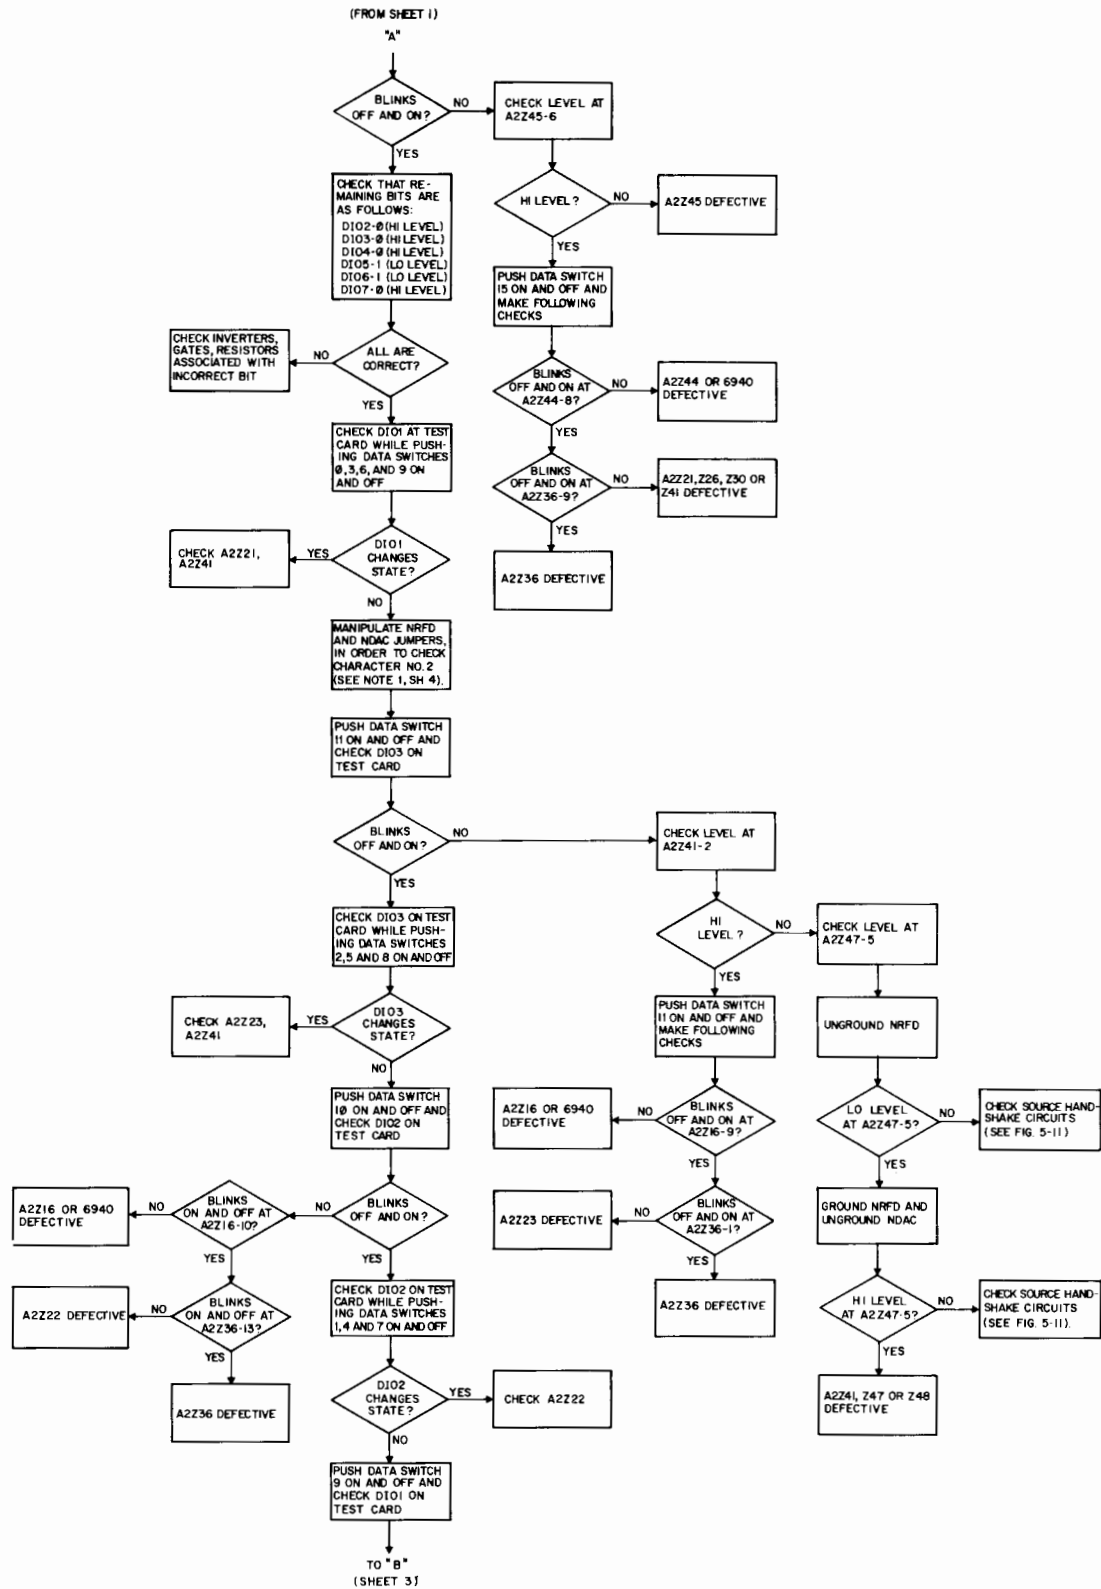 (FROM SHEET 1)
"A"
BLINKS
OFF AND ON?
NO
CHECK LEVEL AT
A2Z45-6
YES
CHECK THAT RE-
MAINING BITS ARE
AS FOLLOWS:
DIO2-0 (HI LEVEL)
DIO3-0 (HI LEVEL)
DIO4-0 (HI LEVEL)
DIO5-1 (LO LEVEL)
DIO6-1 (LO LEVEL)
DIO7-0 (HI LEVEL)
HI LEVEL?
NO
A2Z45 DEFECTIVE
YES
PUSH DATA SWITCH
15 ON AND OFF AND
MAKE FOLLOWING
CHECKS
CHECK INVERTERS,
GATES, RESISTORS
ASSOCIATED WITH
INCORRECT BIT
NO
ALL ARE
CORRECT?
YES
BLINKS
OFF AND ON AT
A2Z44-8?
NO
A2Z44 OR 6940
DEFECTIVE
YES
CHECK DIO1 AT TEST
CARD WHILE PUSH-
ING DATA SWITCHES
0,3,6, AND 9 ON
AND OFF
BLINKS
OFF AND ON AT
A2Z36-9?
NO
A2Z21, Z26, Z30 OR
Z41 DEFECTIVE
YES
A2Z36 DEFECTIVE
CHECK A2Z21,
A2Z41
YES
DIO1
CHANGES
STATE?
NO
MANIPULATE NRFD
AND NDAC JUMPERS,
IN ORDER TO CHECK
CHARACTER NO. 2
(SEE NOTE 1, SH 4).
PUSH DATA SWITCH
11 ON AND OFF AND
CHECK DIO3 ON
TEST CARD
BLINKS
OFF AND ON?
NO
CHECK LEVEL AT
A2Z41-2
YES
CHECK DIO3 ON TEST
CARD WHILE PUSH-
ING DATA SWITCHES
2,5 AND 8 ON AND OFF
HI
LEVEL?
NO
CHECK LEVEL AT
A2Z47-5
YES
PUSH DATA SWITCH
11 ON AND OFF AND
MAKE FOLLOWING
CHECKS
UNGROUND NRFD
CHECK A2Z23,
A2Z41
YES
DIO3
CHANGES
STATE?
NO
PUSH DATA SWITCH
10 ON AND OFF AND
CHECK DIO2 ON
TEST CARD
A2Z16 OR 6940
DEFECTIVE
NO
BLINKS
OFF AND ON AT
A2Z16-9?
YES
LO LEVEL
AT A2Z47-5?
NO
CHECK SOURCE HAND-
SHAKE CIRCUITS
(SEE FIG. 5-11)
YES
A2Z16 OR 6940
DEFECTIVE
NO
BLINKS
ON AND OFF AT
A2Z16-10?
NO
BLINKS
OFF AND ON?
YES
YES
A2Z23 DEFECTIVE
NO
BLINKS
OFF AND ON AT
A2Z36-1?
YES
GROUND NRFD AND
UNGROUND NDAC
A2Z22 DEFECTIVE
NO
BLINKS
ON AND OFF AT
A2Z36-13?
YES
CHECK DIO2 ON TEST
CARD WHILE PUSH-
ING DATA SWITCHES
1,4 AND 7 ON AND OFF
A2Z36 DEFECTIVE
HI LEVEL
AT A2Z47-5?
NO
CHECK SOURCE HAND-
SHAKE CIRCUITS
(SEE FIG. 5-11).
YES
A2Z36 DEFECTIVE
DIO2
CHANGES
STATE?
YES
CHECK A2Z22
NO
A2Z41, Z47 OR Z48
DEFECTIVE
PUSH DATA SWITCH
9 ON AND OFF AND
CHECK DIO1 ON
TEST CARD
TO "B"
(SHEET 3)